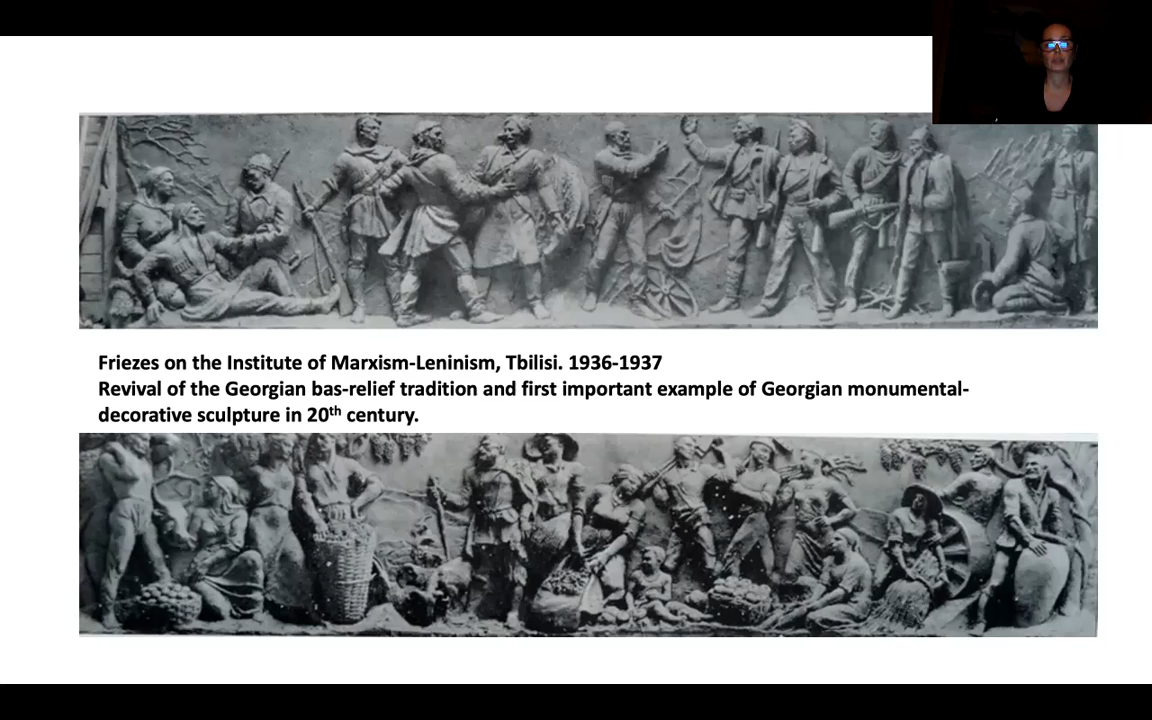 Friezes on the Institute of Marxism-Leninism, Tbilisi. 1936-1937
Revival of the Georgian bas-relief tradition and first important example of Georgian monumental-
decorative sculpture in 20th century.